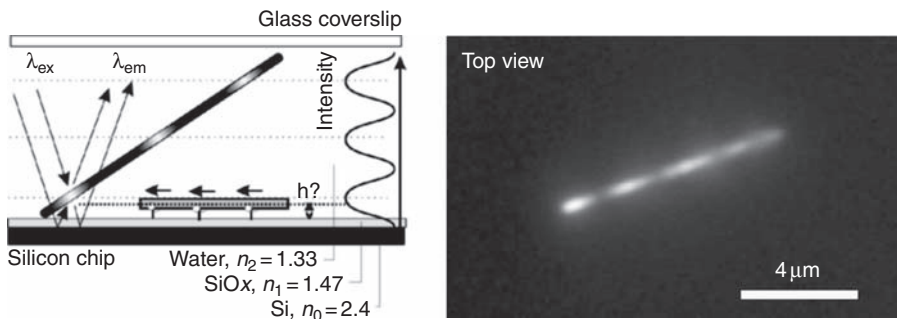 Glass coverslip
λex
λem
Intensity
h?
Silicon chip
Water, n2 = 1.33
SiOx, n1 = 1.47
Si, n0 = 2.4
Top view
4 μm